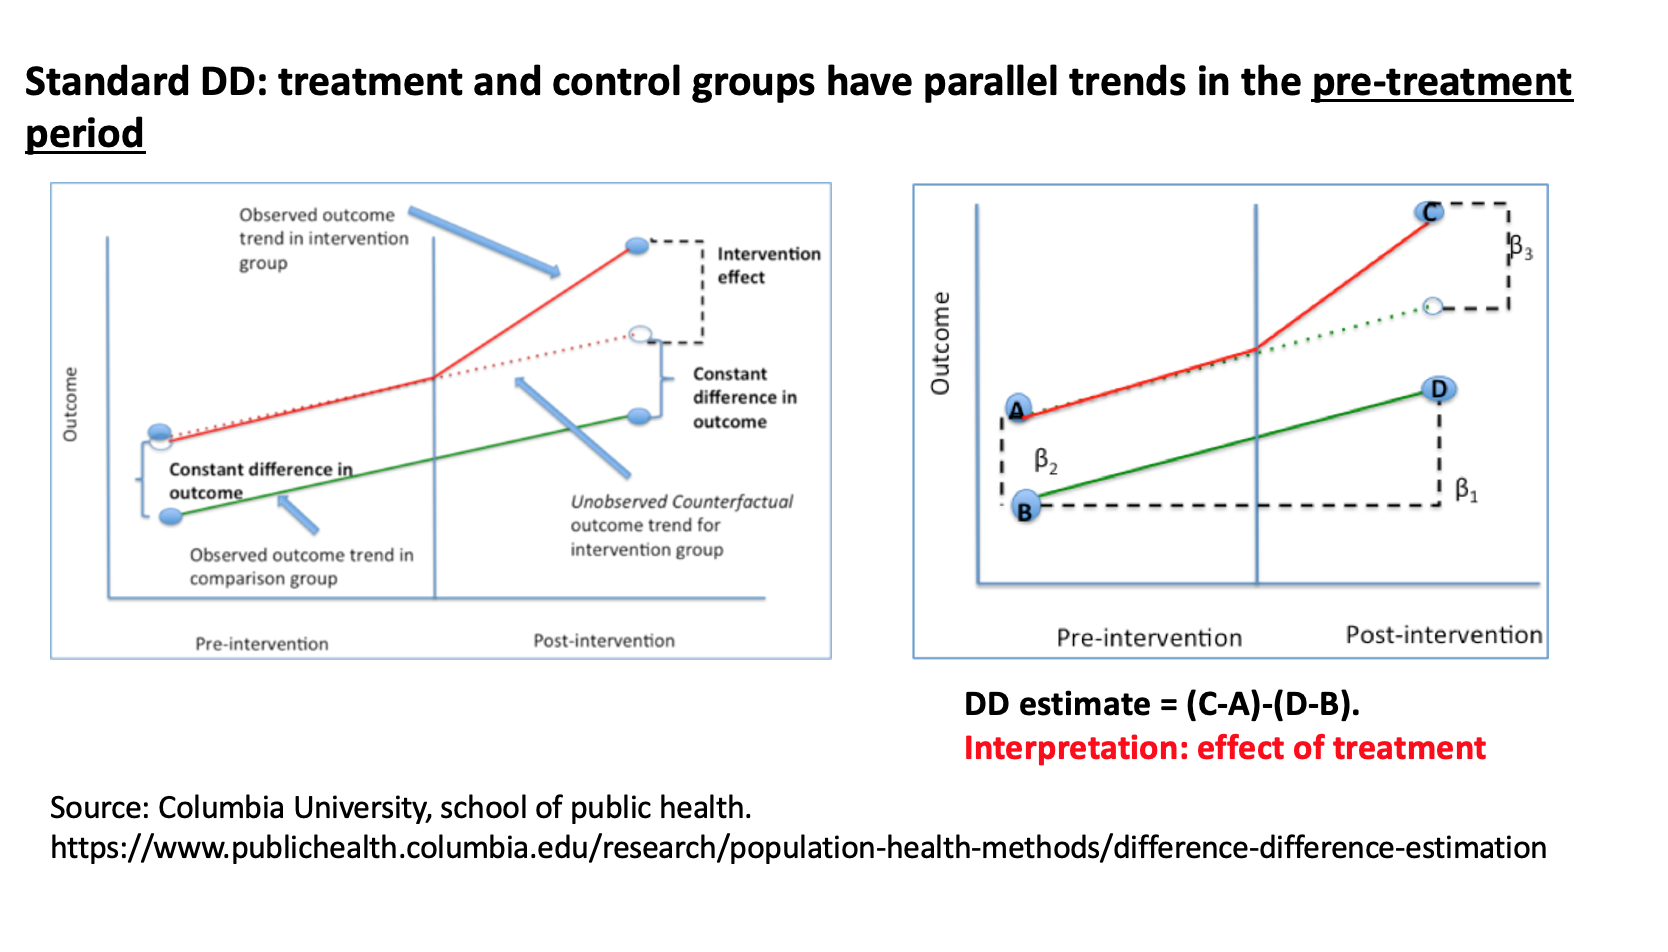 Standard DD: treatment and control groups have parallel trends in the pre-treatment
period
Observed outcome
trend in intervention
group
Intervention
effect
Outcome
Constant
difference in
outcome
Constant difference in
outcome
Unobserved Counterfactual
outcome trend for
intervention group
Observed outcome trend in
comparison group
Pre-intervention
Post-intervention
C
β3
Outcome
A
D
β2
B
β1
Pre-intervention
Post-intervention
DD estimate = (C-A)-(D-B).
Interpretation: effect of treatment
Source: Columbia University, school of public health.
https://www.publichealth.columbia.edu/research/population-health-methods/difference-difference-estimation